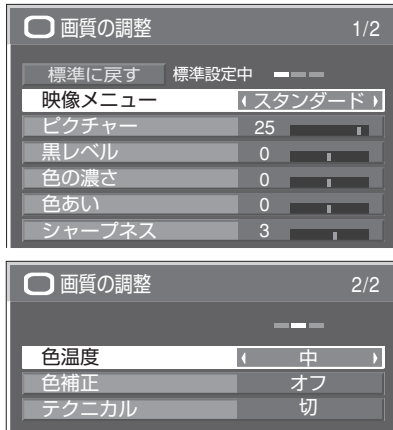 画質の調整 1/2
標準に戻す 標準設定中
映像メニュー スタンダード
ピクチャー 25
黒レベル 0
色の濃さ 0
色あい 0
シャープネス 3
画質の調整 2/2
色温度 中
色補正 オフ
テクニカル 切